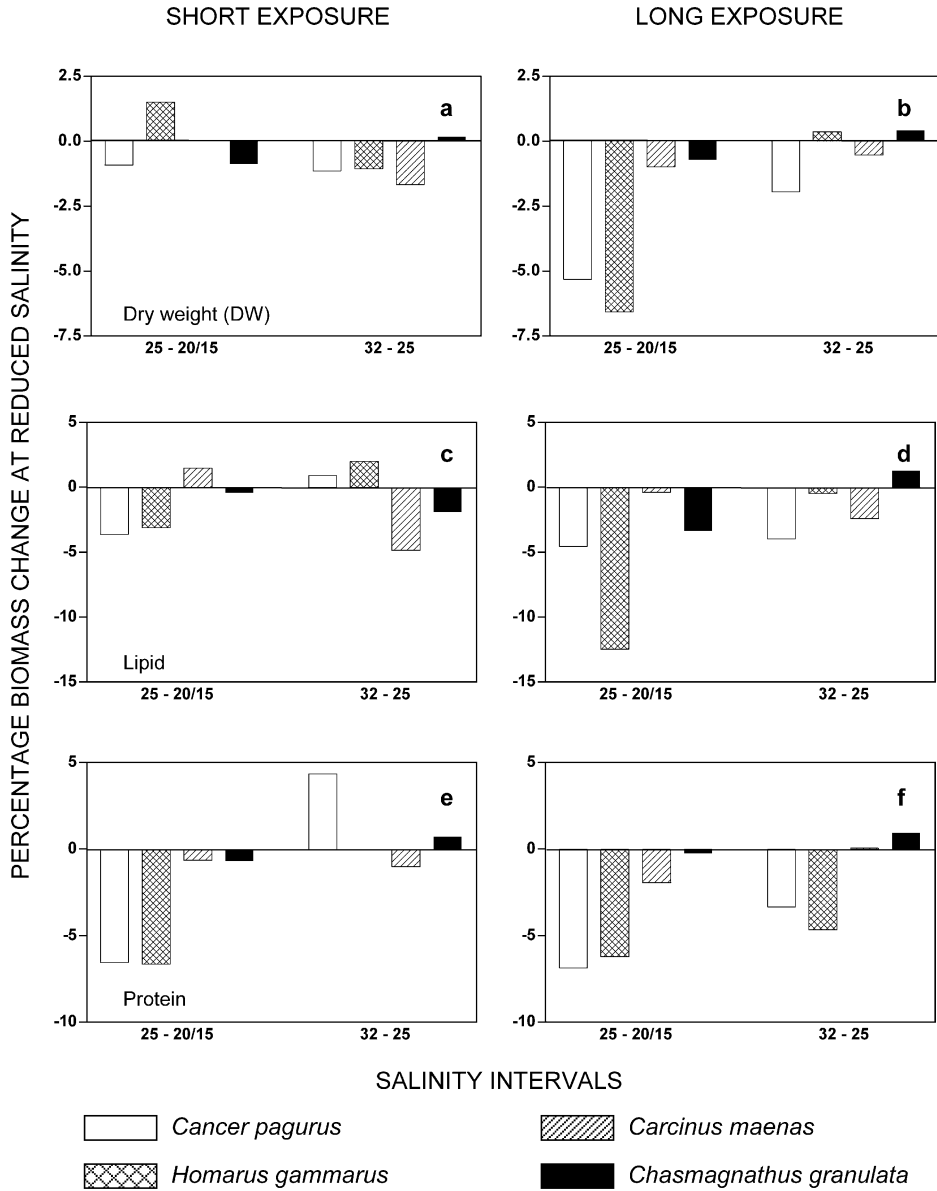 SHORT EXPOSURE
LONG EXPOSURE
PERCENTAGE BIOMASS CHANGE AT REDUCED SALINITY
2.5
0.0
-2.5
-5.0
-7.5
a
Dry weight (DW)
25 - 20/15
32 - 25
2.5
0.0
-2.5
-5.0
-7.5
b
25 - 20/15
32 - 25
5
0
-5
-10
-15
c
Lipid
25 - 20/15
32 - 25
5
0
-5
-10
-15
d
25 - 20/15
32 - 25
5
0
-5
-10
e
Protein
25 - 20/15
32 - 25
5
0
-5
-10
f
25 - 20/15
32 - 25
SALINITY INTERVALS
Cancer pagurus
Carcinus maenas
Homarus gammarus
Chasmagnathus granulata